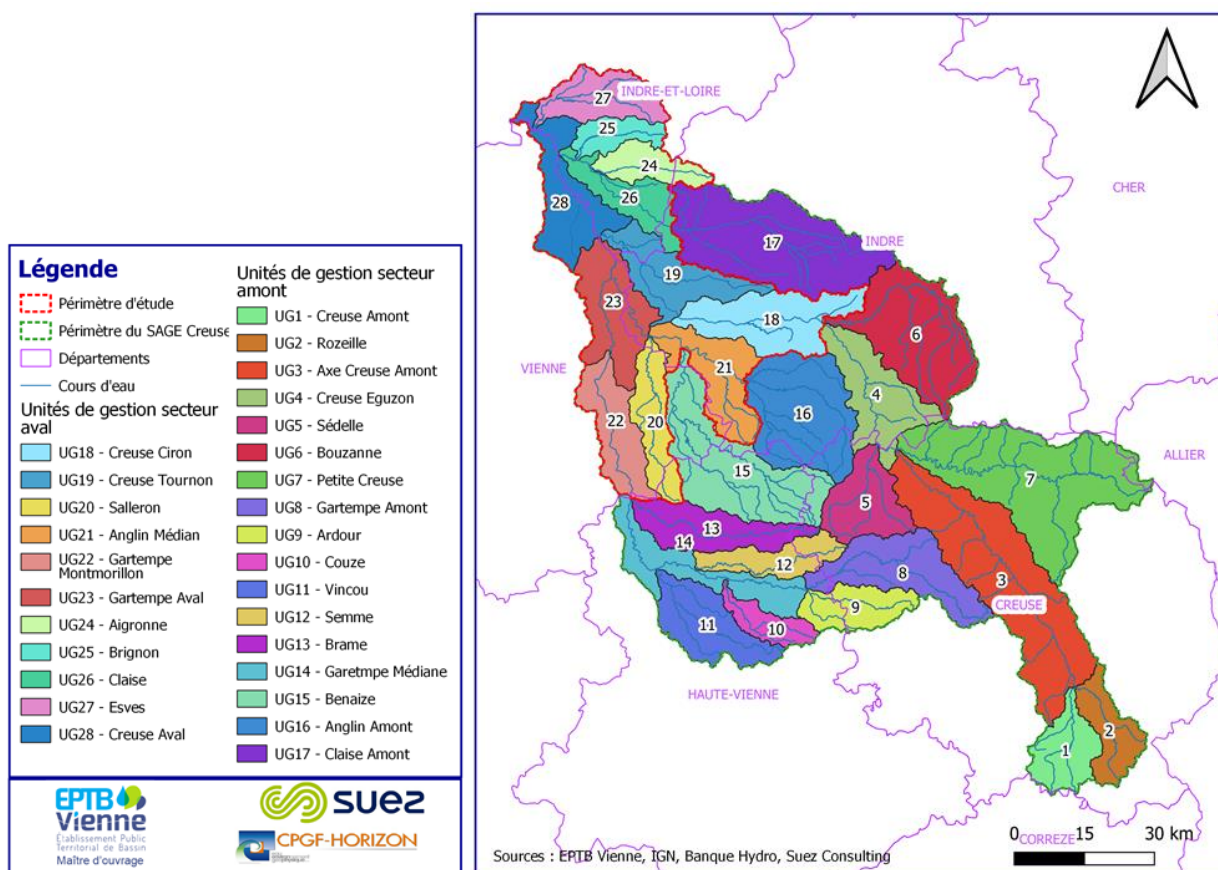 Légende
Périmètre d'étude
Périmètre du SAGE Creuse
Départements
Cours d'eau
Unités de gestion secteur
aval
UG18 - Creuse Ciron
UG19 - Creuse Tournon
UG20 - Salleron
UG21 - Anglin Médian
UG22 - Gartempe
Montmorillon
UG23 - Gartempe Aval
UG24 - Aigronne
UG25 - Brignon
UG26 - Claise
UG27 - Esves
UG28 - Creuse Aval
Unités de gestion secteur
amont
UG1 - Creuse Amont
UG2 - Rozeille
UG3 - Axe Creuse Amont
UG4 - Creuse Eguzon
UG5 - Sédelle
UG6 - Bouzanne
UG7 - Petite Creuse
UG8 - Gartempe Amont
UG9 - Ardour
UG10 - Couze
UG11 - Vincou
UG12 - Semme
UG13 - Brame
UG14 - Garetmpe Médiane
UG15 - Benaize
UG16 - Anglin Amont
UG17 - Claise Amont
EPTB
Vienne
Établissement Public
Territorial de Bassin
Maître d'ouvrage
suez
CPGF-HORIZON
27
INDRE-ET-LOIRE
25
24
CHER
26
28
17
INDRE
19
23
18
6
VIENNE
21
4
22
20
16
15
7
ALLIER
5
13
14
12
8
3
9
CREUSE
11
10
HAUTE-VIENNE
2
1
CORREZE
0 15 30 km
Sources : EPTB Vienne, IGN, Banque Hydro, Suez Consulting